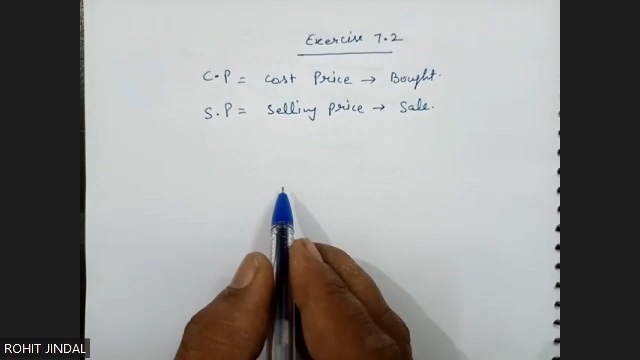 Exercise 7.2
C.P = Cost Price → Bought.
S.P = Selling price → Sale.
ROHIT JINDAL